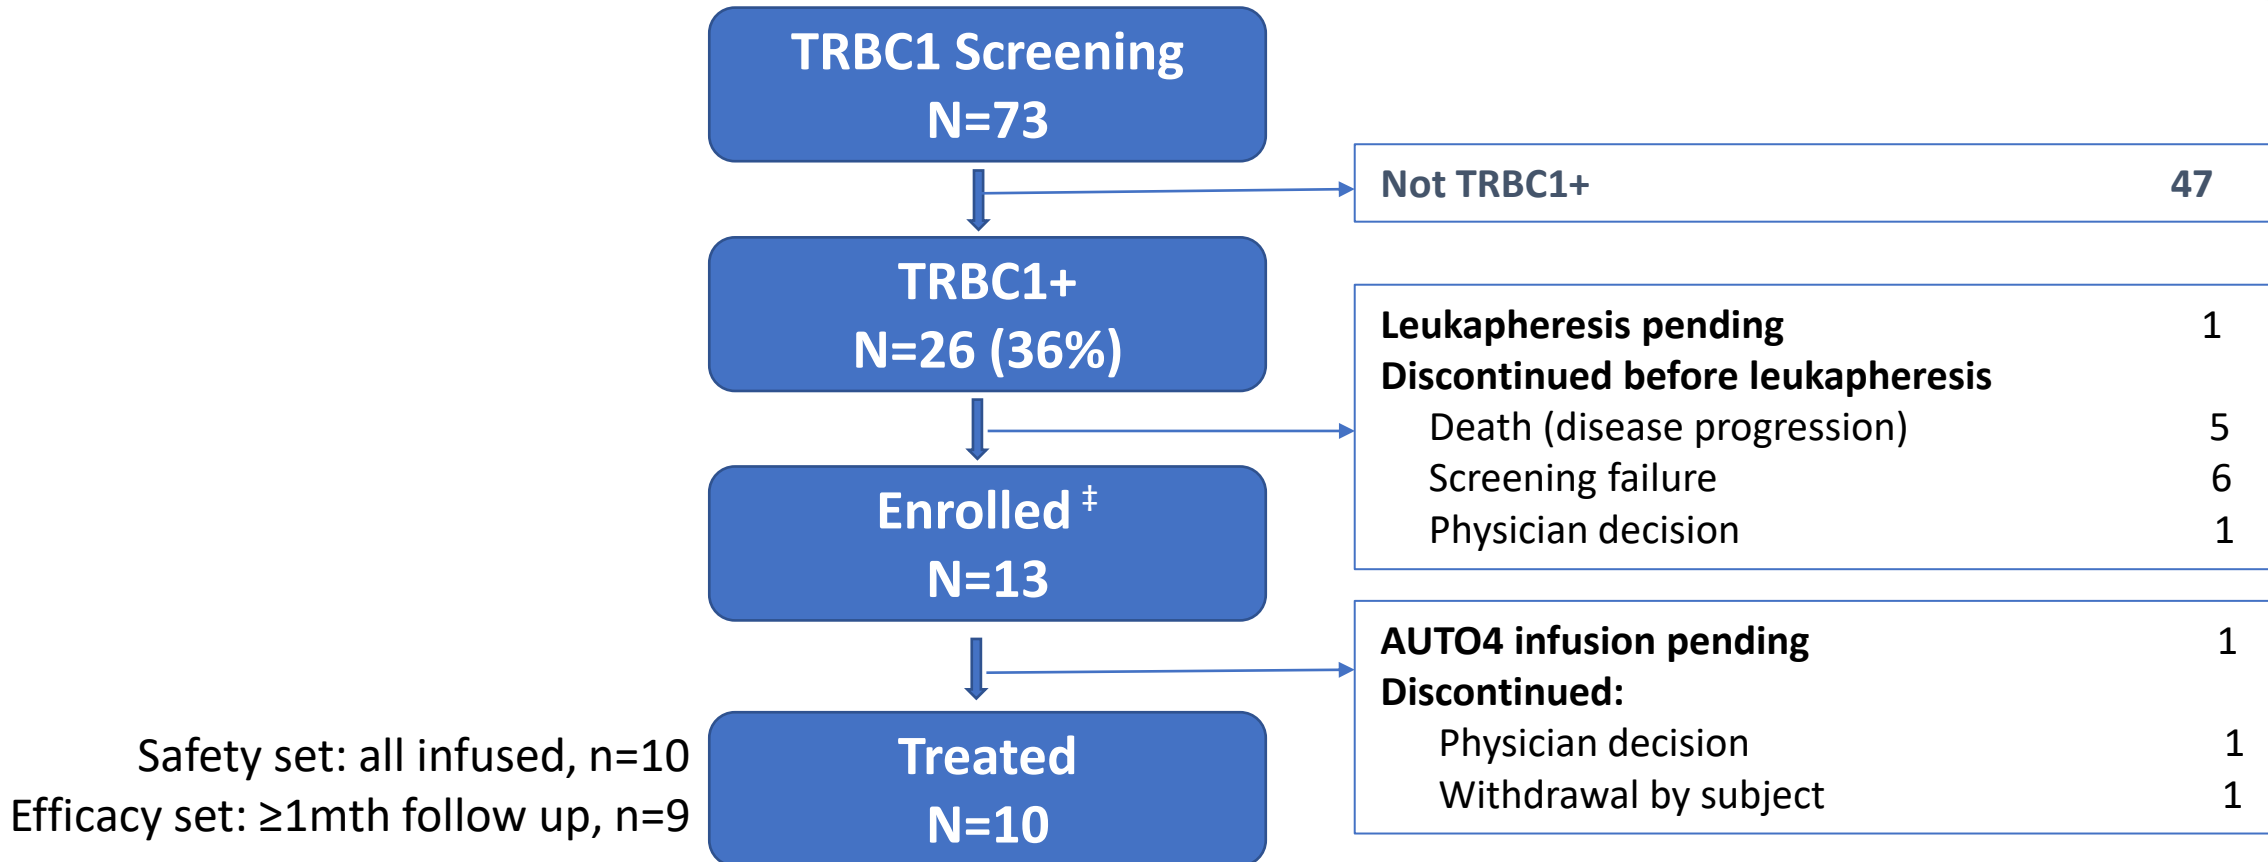 TRBC1 Screening
N=73
Not TRBC1+ 47
TRBC1+
N=26 (36%)
Leukapheresis pending 1
Discontinued before leukapheresis
Death (disease progression) 5
Screening failure 6
Physician decision 1
Enrolled ‡
N=13
AUTO4 infusion pending 1
Discontinued:
Physician decision 1
Withdrawal by subject 1
Safety set: all infused, n=10
Efficacy set: ≥1mth follow up, n=9
Treated
N=10